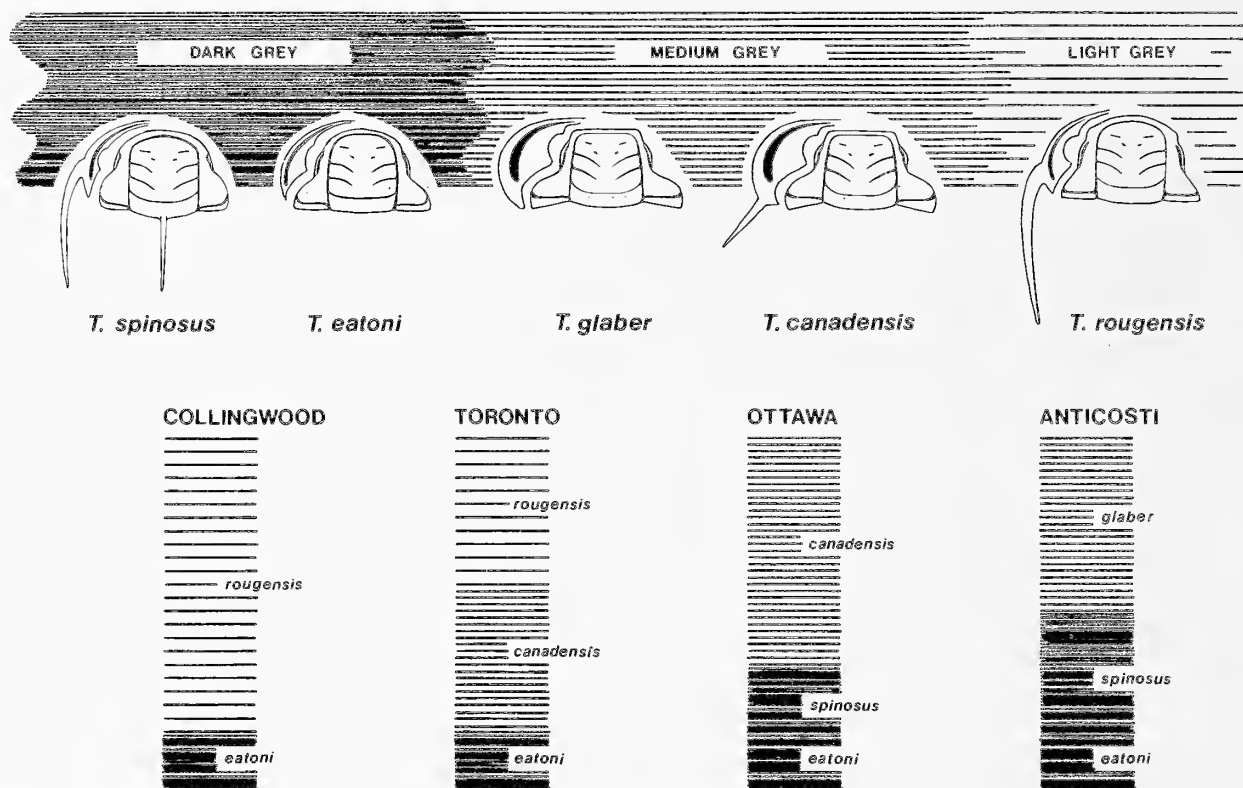 DARK GREY MEDIUM GREY LIGHT GREY
T. spinosus T. eatoni T. glaber T. canadensis T. rougensis
COLLINGWOOD TORONTO OTTAWA ANTICOSTI
rougensis glaber
canadensis
rougensis
canadensis
spinosus
spinosus
eatoni eatoni eatoni eatoni